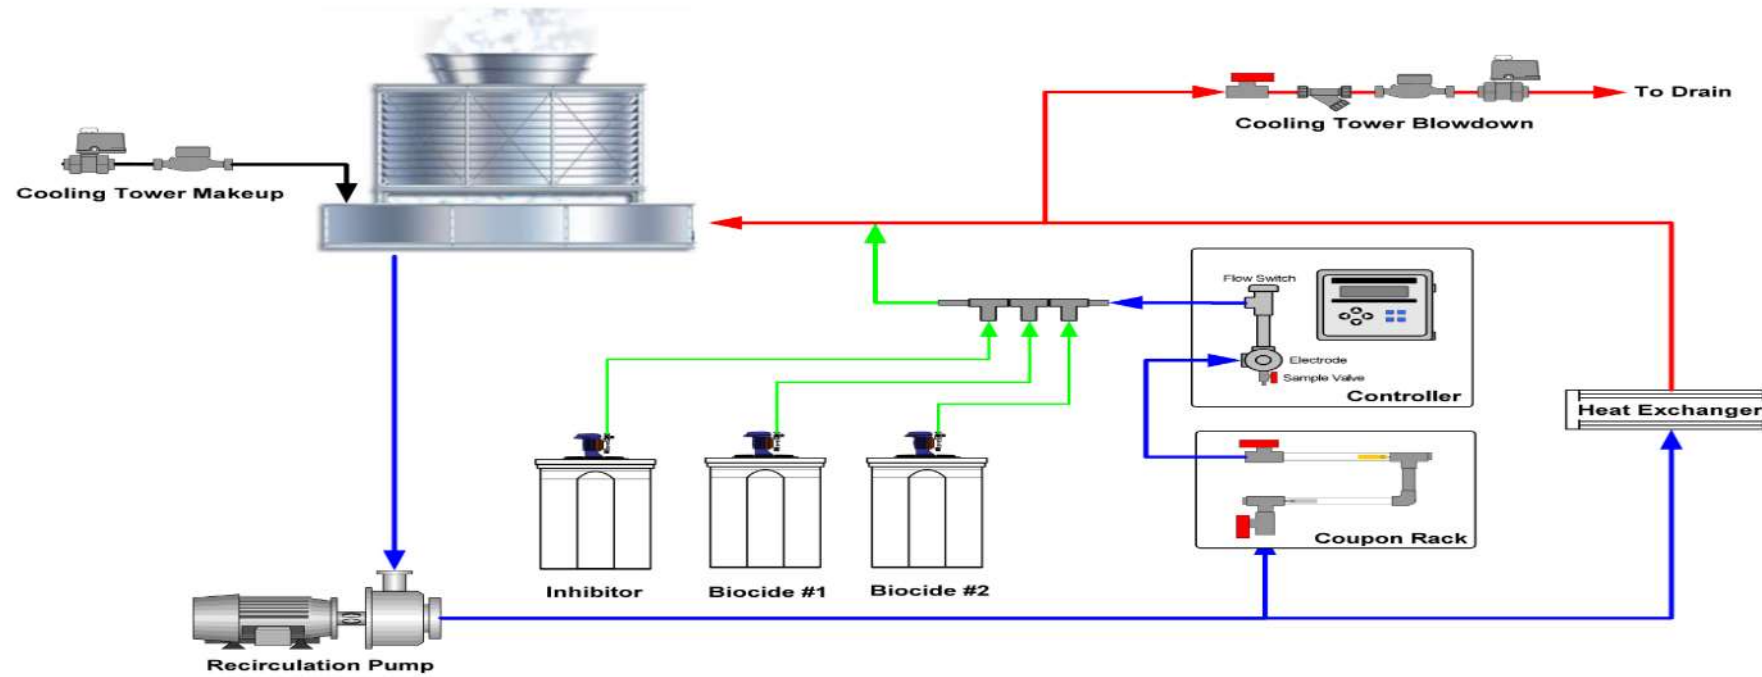 To Drain
Cooling Tower Blowdown
Cooling Tower Makeup
Flow Switch
Electrode
Sample Valve
Controller
Heat Exchanger
Coupon Rack
Inhibitor
Biocide #1
Biocide #2
Recirculation Pump